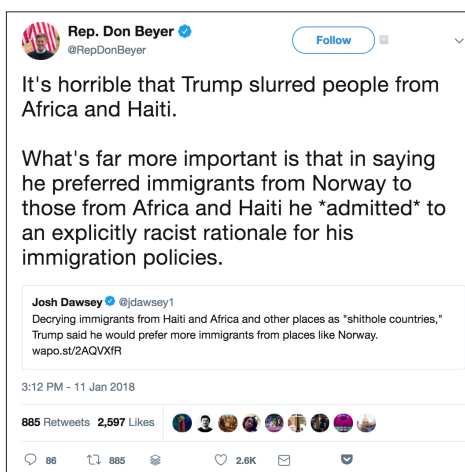 Rep. Don Beyer
@RepDonBeyer
Follow
It's horrible that Trump slurred people from
Africa and Haiti.
What's far more important is that in saying
he preferred immigrants from Norway to
those from Africa and Haiti he *admitted* to
an explicitly racist rationale for his
immigration policies.
Josh Dawsey @jdawsey1
Decrying immigrants from Haiti and Africa and other places as "shithole countries,"
Trump said he would prefer more immigrants from places like Norway.
wapo.st/2AQVXfR
3:12 PM - 11 Jan 2018
885 Retweets 2,597 Likes
86 885 2.6K